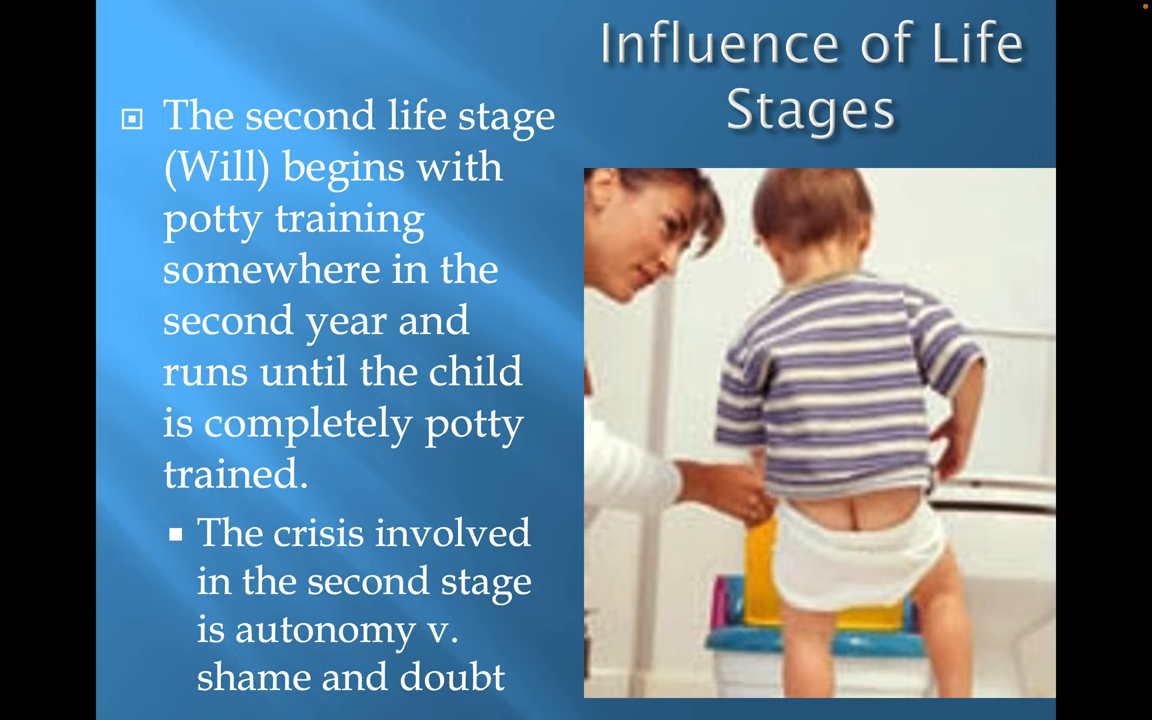 Influence of Life
Stages
The second life stage
(Will) begins with
potty training
somewhere in the
second year and
runs until the child
is completely potty
trained.
The crisis involved
in the second stage
is autonomy v.
shame and doubt